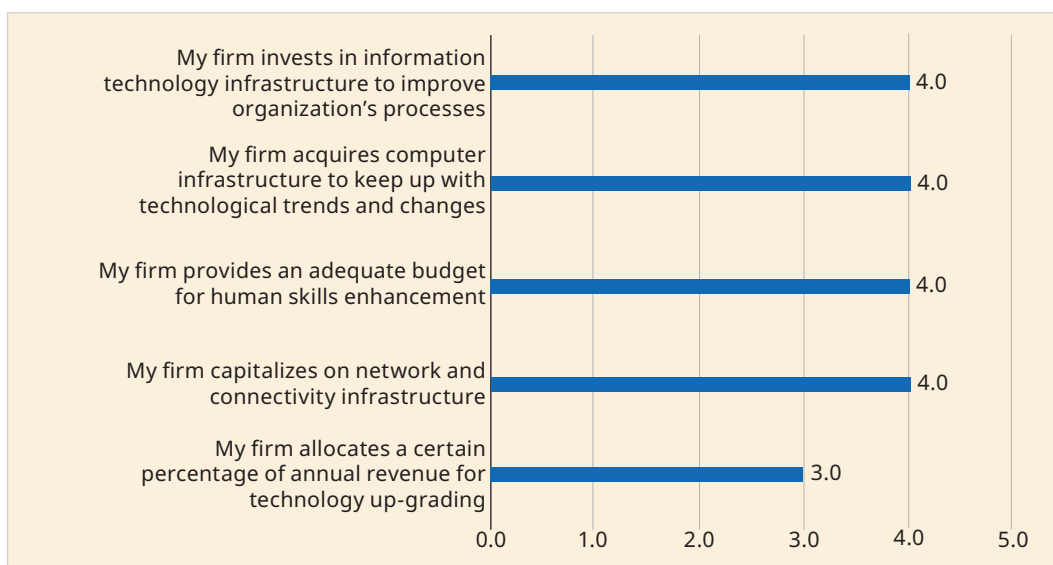 My firm invests in information
technology infrastructure to improve
organization’s processes
4.0
My firm acquires computer
infrastructure to keep up with
technological trends and changes
4.0
My firm provides an adequate budget
for human skills enhancement
4.0
My firm capitalizes on network and
connectivity infrastructure
4.0
My firm allocates a certain
percentage of annual revenue for
technology up-grading
3.0
0.0 1.0 2.0 3.0 4.0 5.0